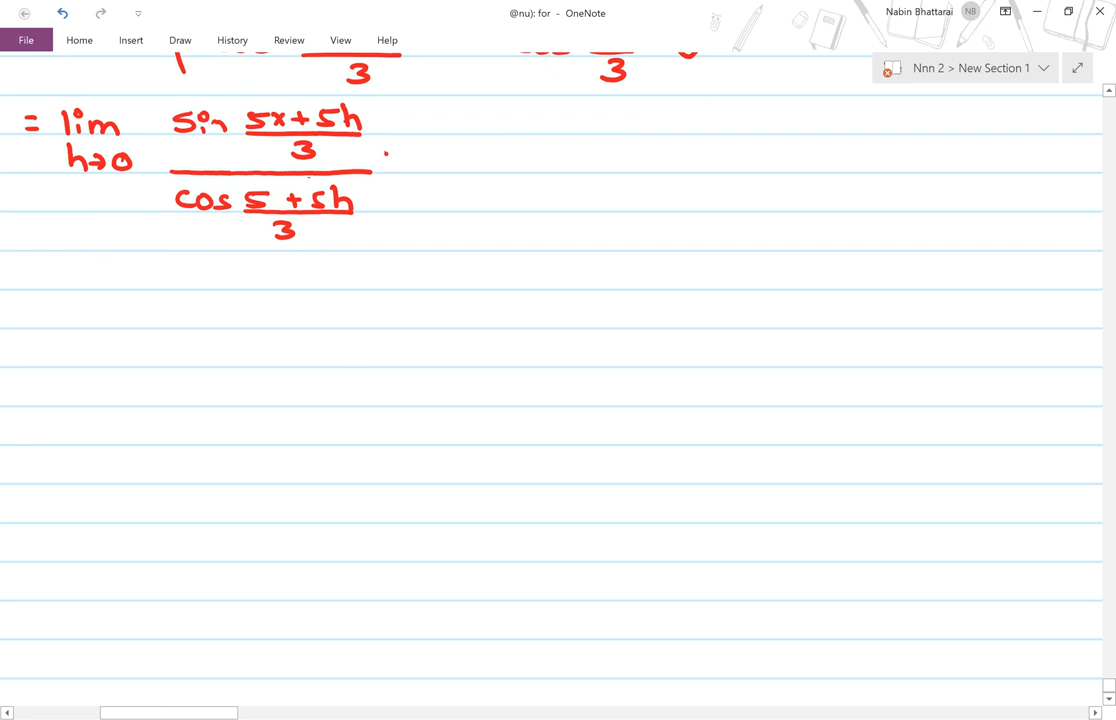 @nu): for - OneNote
Nabin Bhattarai NB
File Home Insert Draw History Review View Help
Nnn 2 > New Section 1
3 3
= lim sin 5x + 5h
h→0 3 .
cos 5 + 5h
3